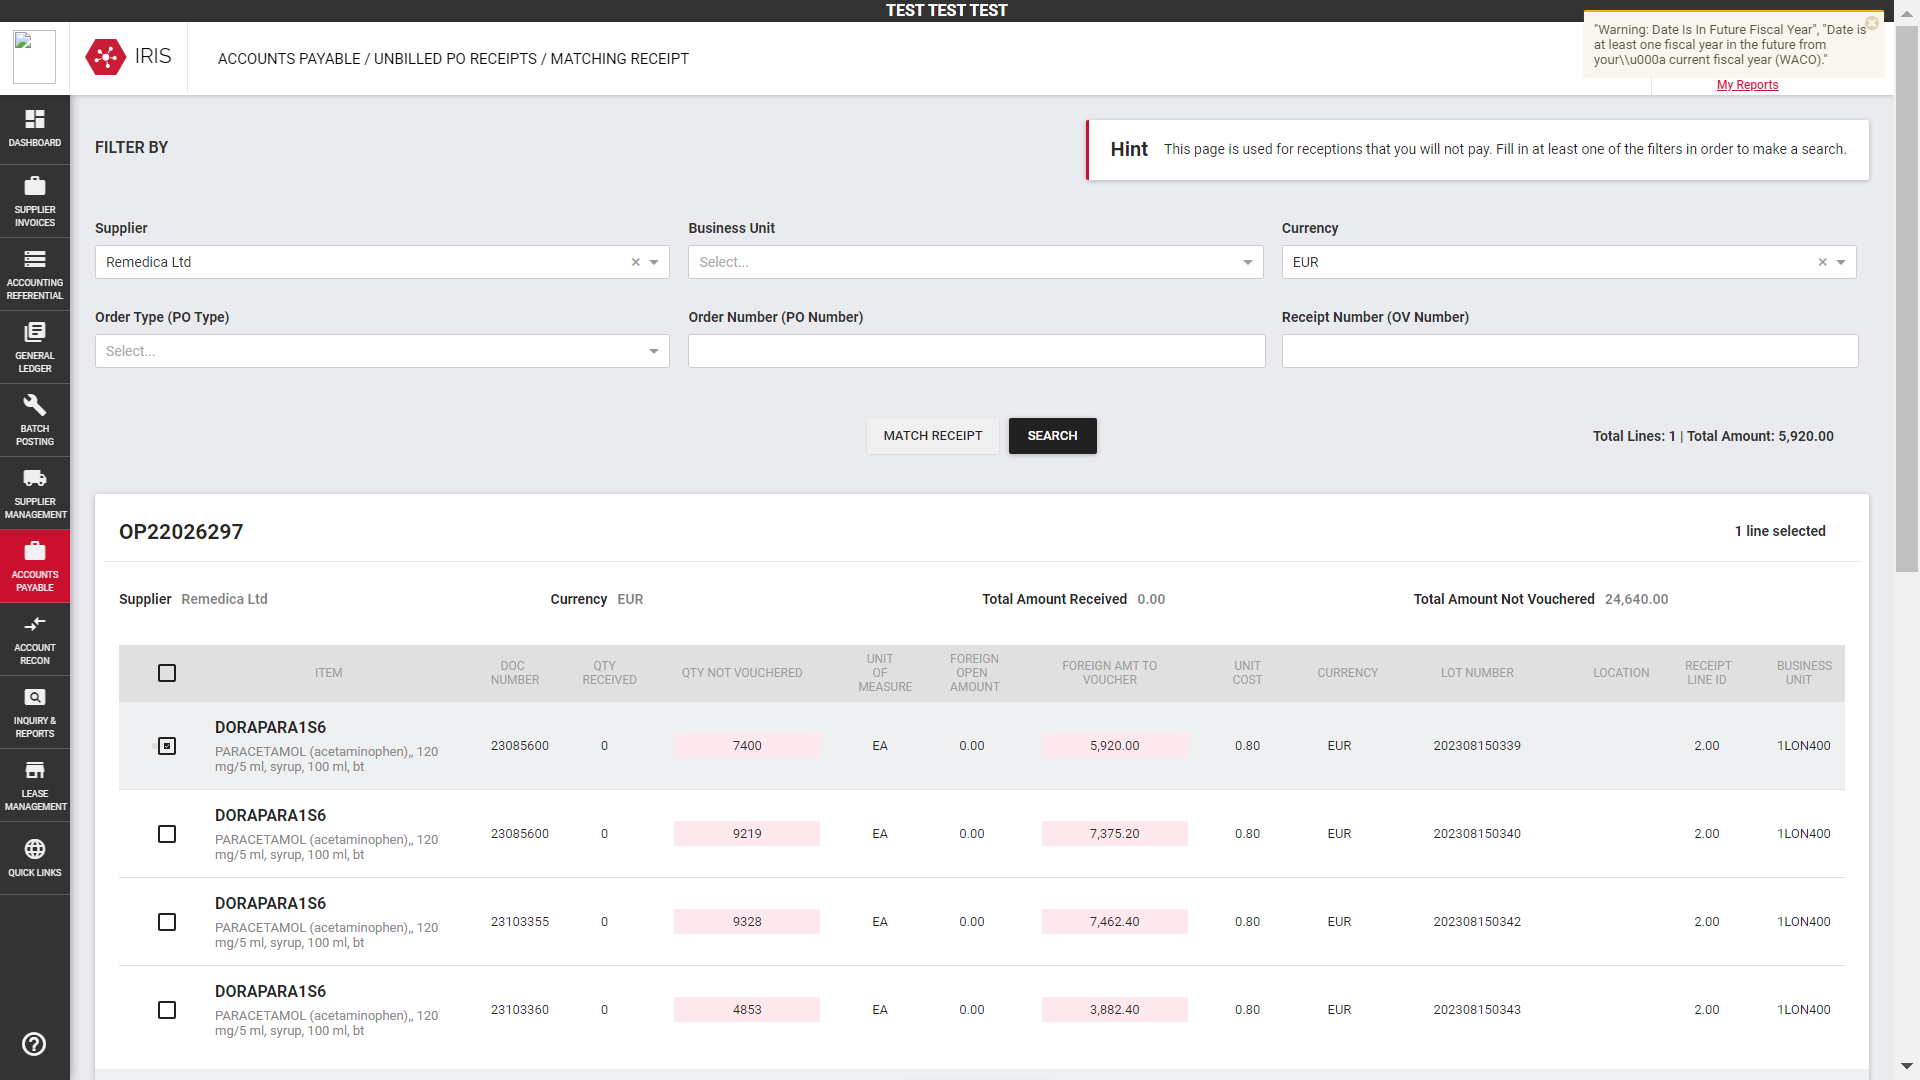 TEST TEST TEST
IRIS
ACCOUNTS PAYABLE / UNBILLED PO RECEIPTS / MATCHING RECEIPT
"Warning: Date Is In Future Fiscal Year", "Date is
at least one fiscal year in the future from
your\\u000a current fiscal year (WACO)."
My Reports
DASHBOARD
SUPPLIER
INVOICES
ACCOUNTING
REFERENTIAL
GENERAL
LEDGER
BATCH
POSTING
SUPPLIER
MANAGEMENT
ACCOUNTS
PAYABLE
ACCOUNT
RECON
INQUIRY &
REPORTS
LEASE
MANAGEMENT
QUICK LINKS
FILTER BY
Hint This page is used for receptions that you will not pay. Fill in at least one of the filters in order to make a search.
Supplier Business Unit Currency
Remedica Ltd Select... EUR
Order Type (PO Type) Order Number (PO Number) Receipt Number (OV Number)
Select...
MATCH RECEIPT SEARCH Total Lines: 1 | Total Amount: 5,920.00
OP22026297 1 line selected
Supplier Remedica Ltd Currency EUR Total Amount Received 0.00 Total Amount Not Vouchered 24,640.00
ITEM DOC NUMBER QTY RECEIVED QTY NOT VOUCHERED UNIT OF MEASURE FOREIGN OPEN AMOUNT FOREIGN AMT TO VOUCHER UNIT COST CURRENCY LOT NUMBER LOCATION RECEIPT LINE ID BUSINESS UNIT
DORAPARA1S6
PARACETAMOL (acetaminophen),, 120
mg/5 ml, syrup, 100 ml, bt
23085600 0 7400 EA 0.00 5,920.00 0.80 EUR 202308150339 2.00 1LON400
DORAPARA1S6
PARACETAMOL (acetaminophen),, 120
mg/5 ml, syrup, 100 ml, bt
23085600 0 9219 EA 0.00 7,375.20 0.80 EUR 202308150340 2.00 1LON400
DORAPARA1S6
PARACETAMOL (acetaminophen),, 120
mg/5 ml, syrup, 100 ml, bt
23103355 0 9328 EA 0.00 7,462.40 0.80 EUR 202308150342 2.00 1LON400
DORAPARA1S6
PARACETAMOL (acetaminophen),, 120
mg/5 ml, syrup, 100 ml, bt
23103360 0 4853 EA 0.00 3,882.40 0.80 EUR 202308150343 2.00 1LON400